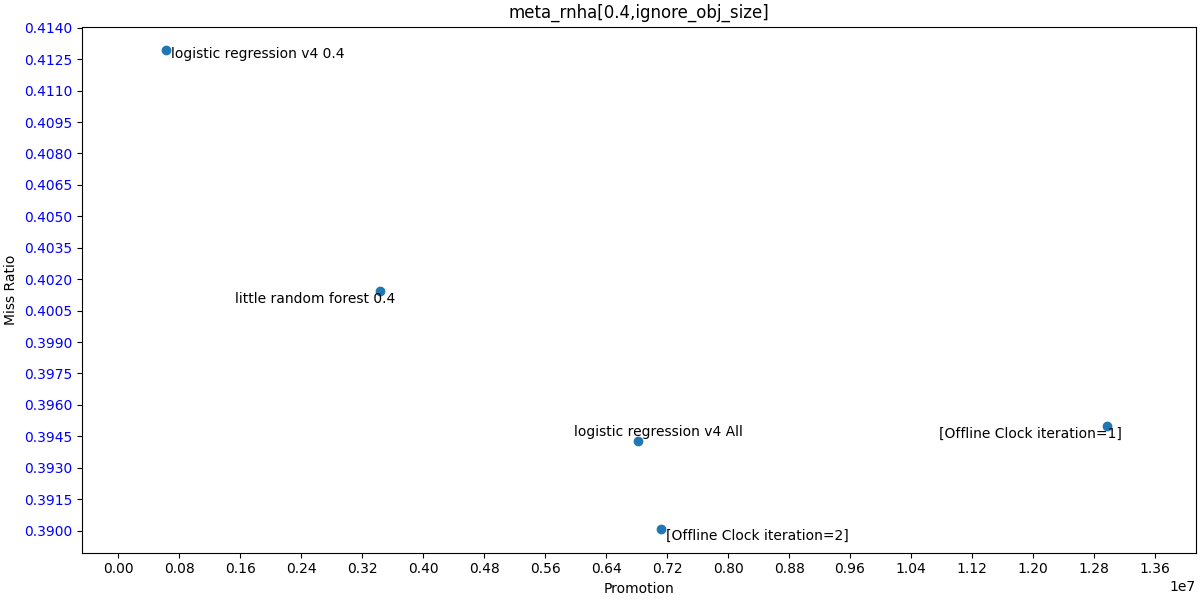 meta_rnha[0.4,ignore_obj_size]
0.4140
0.4125
0.4110
0.4095
0.4080
0.4065
0.4050
0.4035
0.4020
0.4005
0.3990
0.3975
0.3960
0.3945
0.3930
0.3915
0.3900
Miss Ratio
logistic regression v4 0.4
little random forest 0.4
logistic regression v4 All
[Offline Clock iteration=1]
[Offline Clock iteration=2]
0.00 0.08 0.16 0.24 0.32 0.40 0.48 0.56 0.64 0.72 0.80 0.88 0.96 1.04 1.12 1.20 1.28 1.36
1e7
Promotion